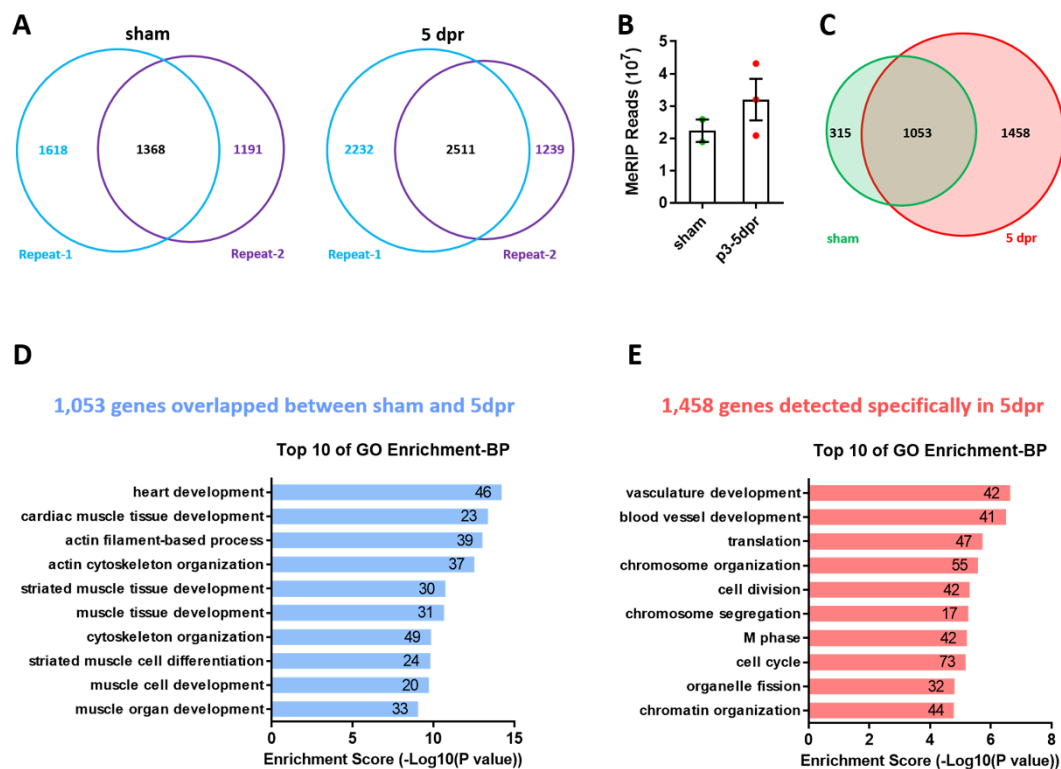 A
sham
1618
1368
1191
Repeat-1
Repeat-2
5 dpr
2232
2511
1239
Repeat-1
Repeat-2
B
MeRIP Reads (10⁷)
5
4
3
2
1
0
sham
p3-5dpr
C
315
1053
1458
sham
5 dpr
D
1,053 genes overlapped between sham and 5dpr
Top 10 of GO Enrichment-BP
heart development 46
cardiac muscle tissue development 23
actin filament-based process 39
actin cytoskeleton organization 37
striated muscle tissue development 30
muscle tissue development 31
cytoskeleton organization 49
striated muscle cell differentiation 24
muscle cell development 20
muscle organ development 33
0 5 10 15
Enrichment Score (-Log10(P value))
E
1,458 genes detected specifically in 5dpr
Top 10 of GO Enrichment-BP
vasculature development 42
blood vessel development 41
translation 47
chromosome organization 55
cell division 42
chromosome segregation 17
M phase 42
cell cycle 73
organelle fission 32
chromatin organization 44
0 2 4 6 8
Enrichment Score (-Log10(P value))